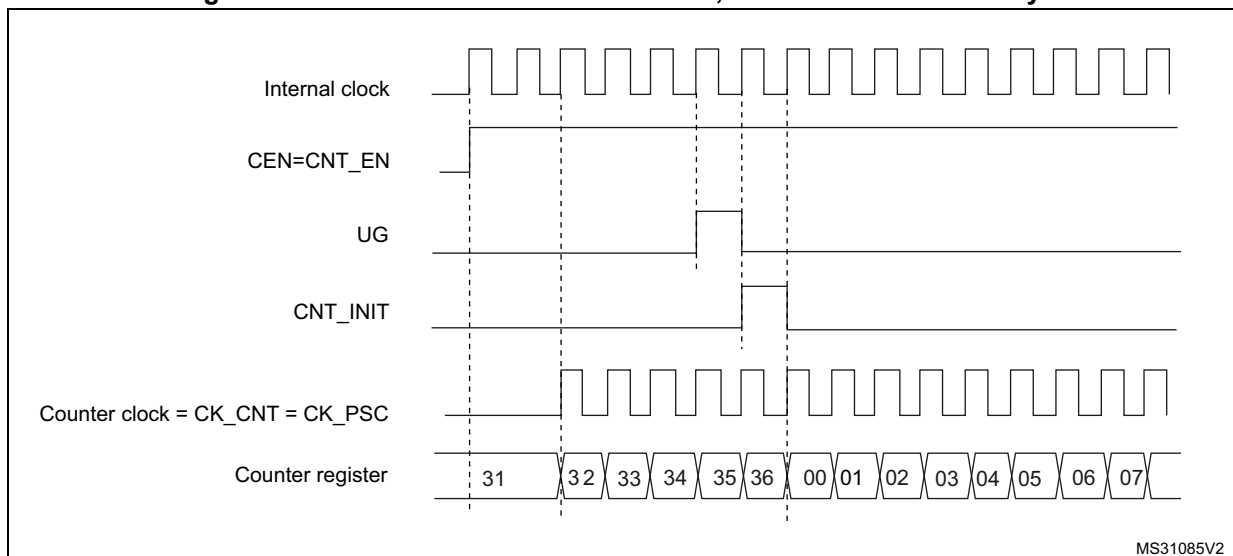 Internal clock
CEN=CNT_EN
UG
CNT_INIT
Counter clock = CK_CNT = CK_PSC
Counter register 31 32 33 34 35 36 00 01 02 03 04 05 06 07
MS31085V2